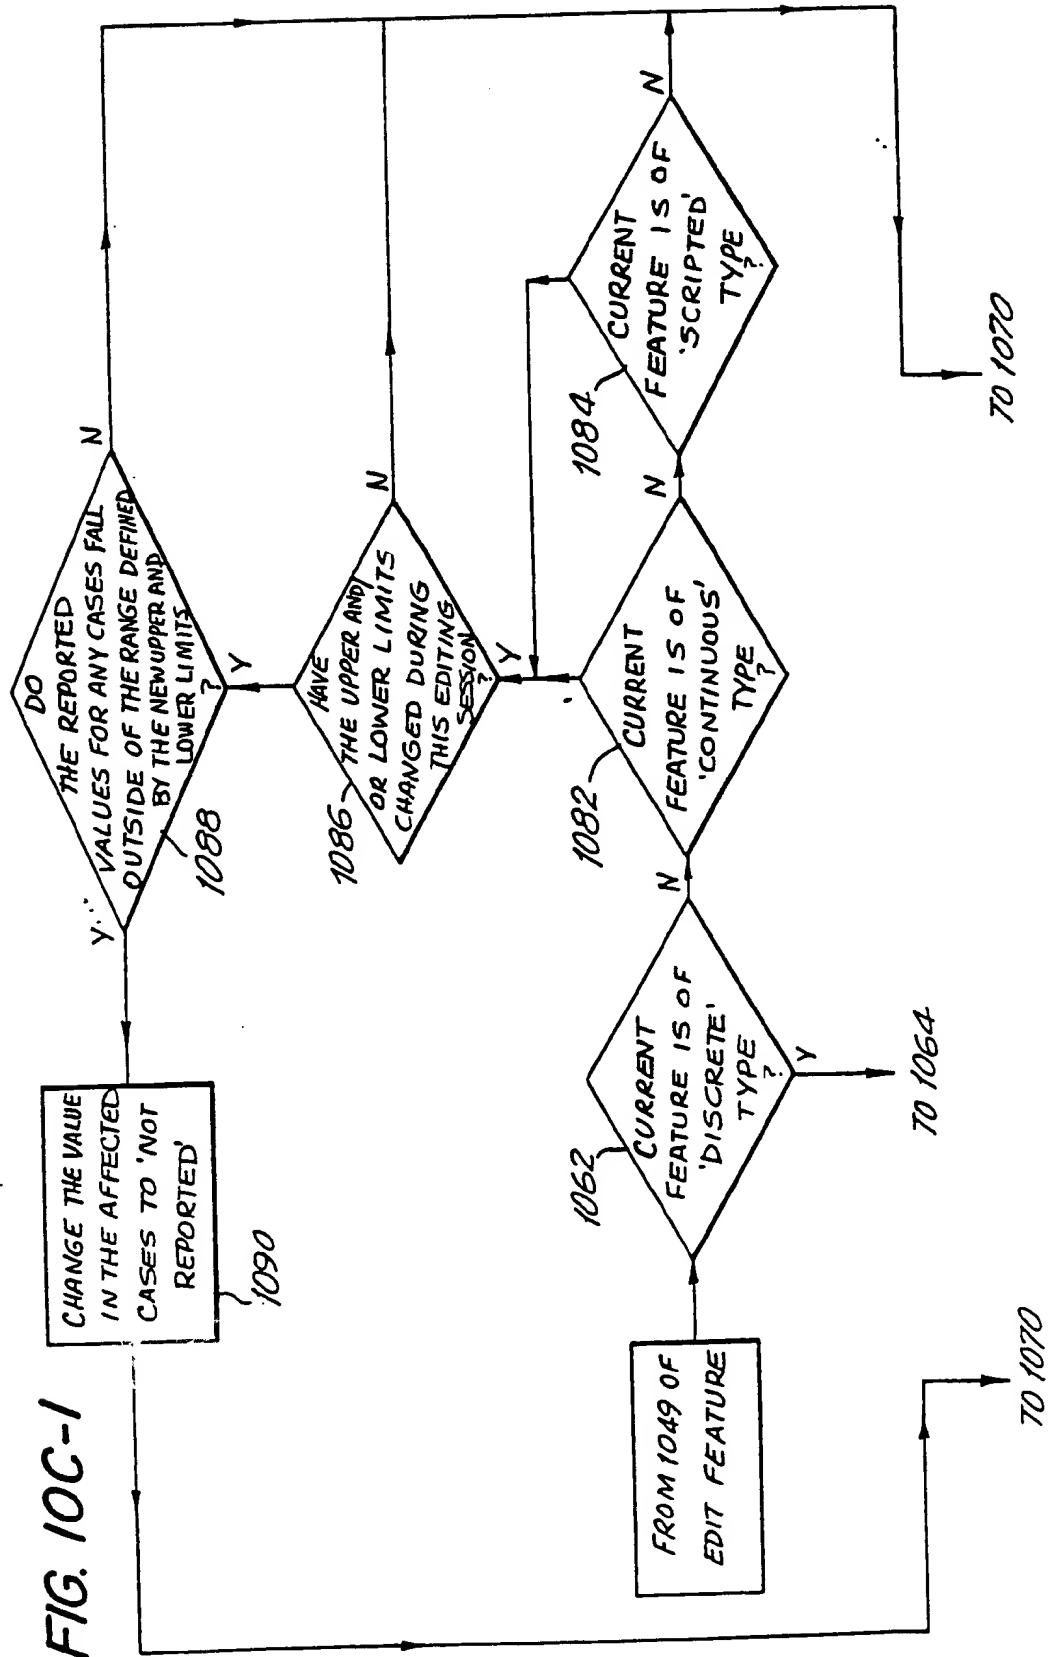 FIG. 10C-1
CHANGE THE VALUE
IN THE AFFECTED
CASES TO 'NOT
REPORTED'
1090
Y
DO
THE REPORTED
VALUES FOR ANY CASES FALL
OUTSIDE OF THE RANGE DEFINED
BY THE NEW UPPER AND
LOWER LIMITS
?
N
1088
Y
HAVE
THE UPPER AND/
OR LOWER LIMITS
CHANGED DURING
THIS EDITING
SESSION
?
N
1086
Y
FROM 1049 OF
EDIT FEATURE
1062
CURRENT
FEATURE IS OF
'DISCRETE'
TYPE
?
N
Y
TO 1064
1082
CURRENT
FEATURE IS OF
'CONTINUOUS'
TYPE
?
N
1084
CURRENT
FEATURE IS OF
'SCRIPTED'
TYPE
?
N
TO 1070
TO 1070